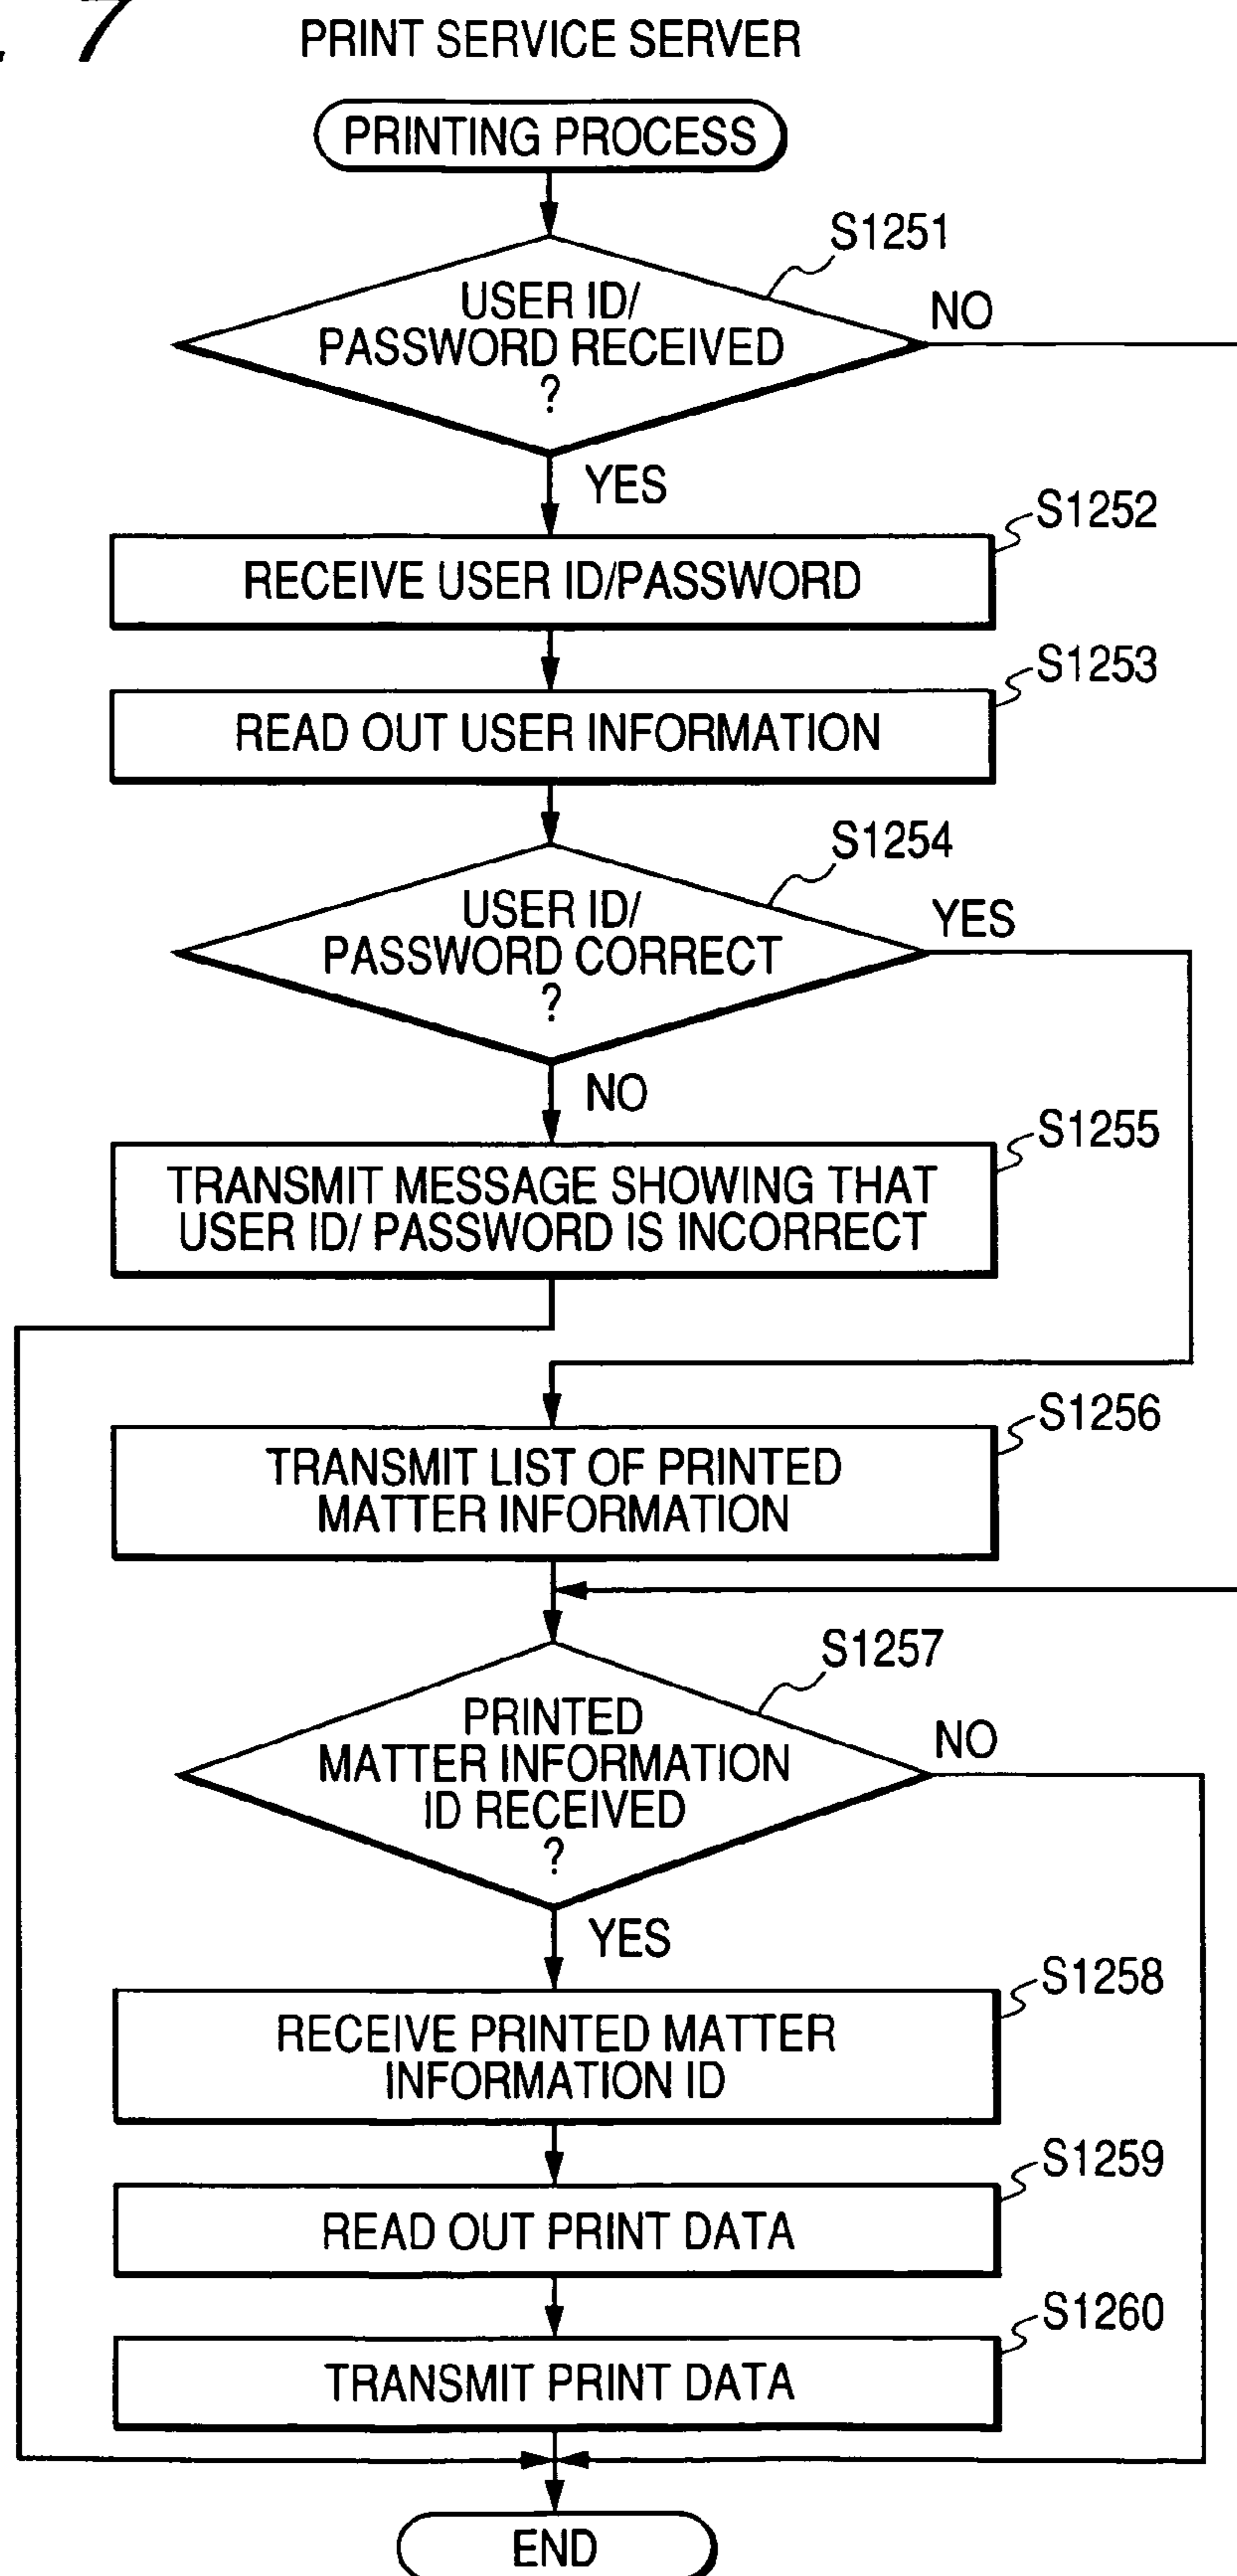 . 7
PRINT SERVICE SERVER
PRINTING PROCESS
S1251
USER ID/
PASSWORD RECEIVED
?
NO
YES
S1252
RECEIVE USER ID/PASSWORD
S1253
READ OUT USER INFORMATION
S1254
USER ID/
PASSWORD CORRECT
?
YES
NO
S1255
TRANSMIT MESSAGE SHOWING THAT
USER ID/ PASSWORD IS INCORRECT
S1256
TRANSMIT LIST OF PRINTED
MATTER INFORMATION
S1257
PRINTED
MATTER INFORMATION
ID RECEIVED
?
NO
YES
S1258
RECEIVE PRINTED MATTER
INFORMATION ID
S1259
READ OUT PRINT DATA
S1260
TRANSMIT PRINT DATA
END